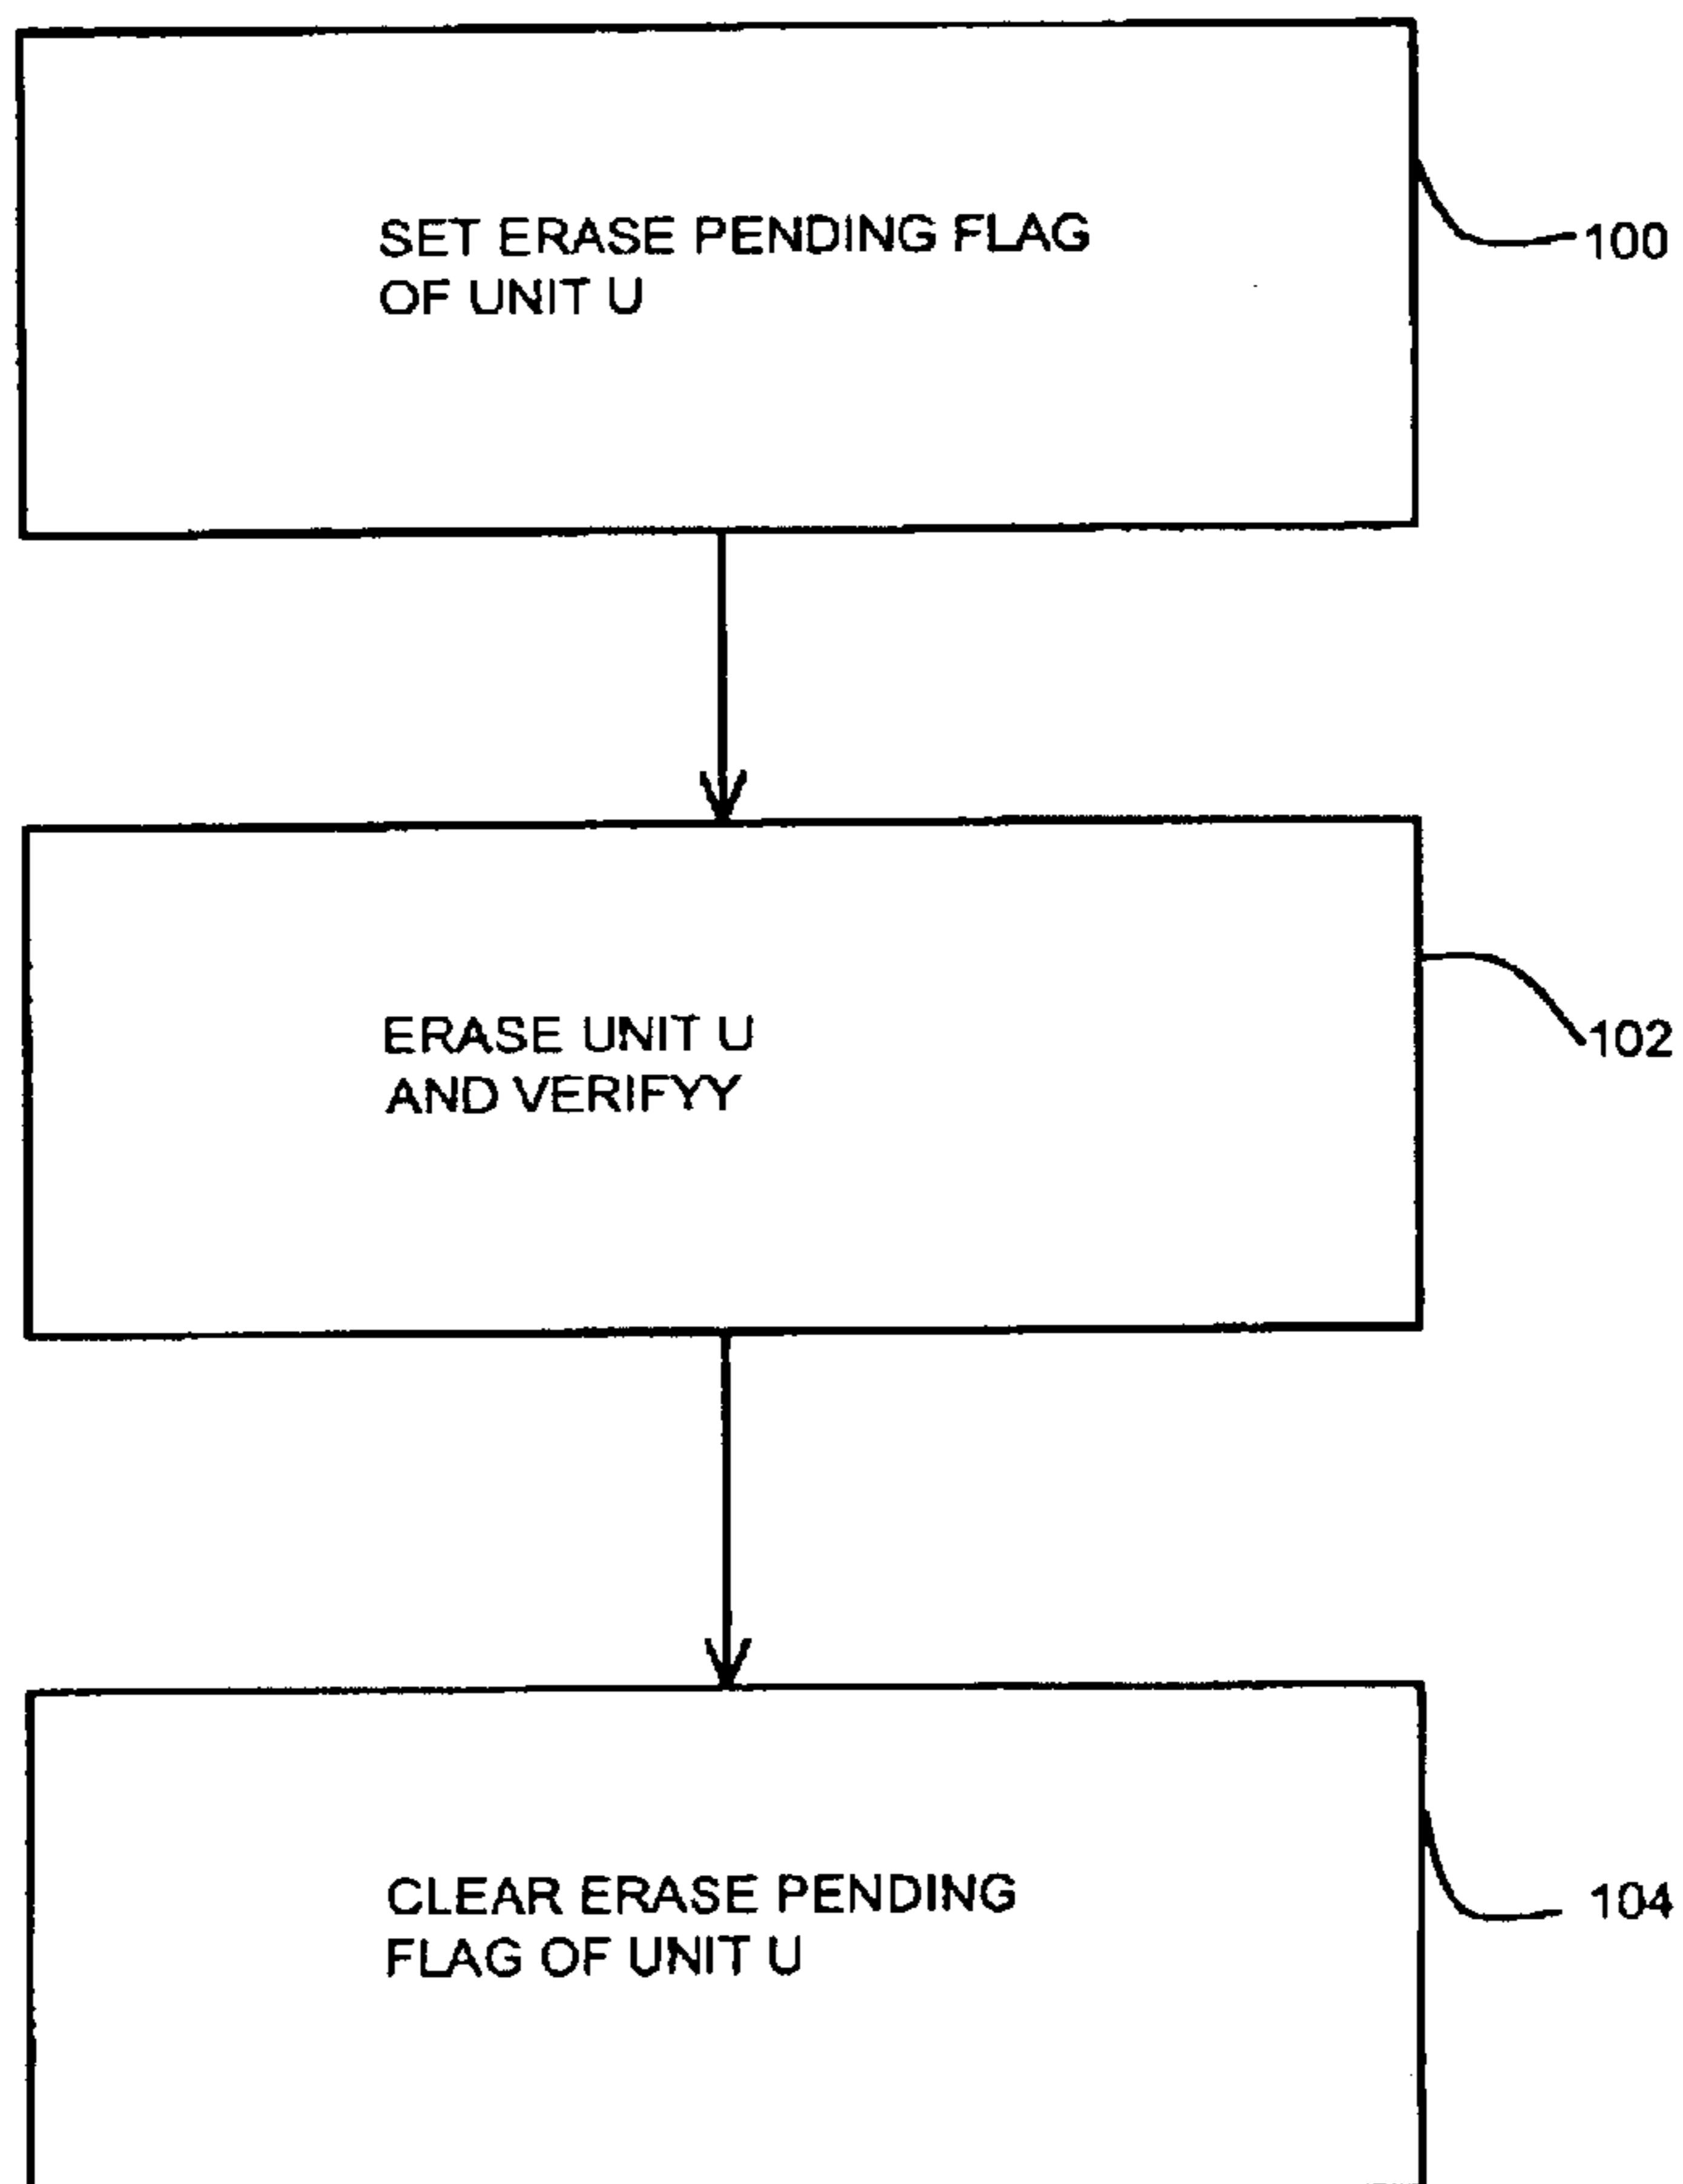 SET ERASE PENDING FLAG
OF UNIT U
100
ERASE UNIT U
AND VERIFYY
102
CLEAR ERASE PENDING
FLAG OF UNIT U
104